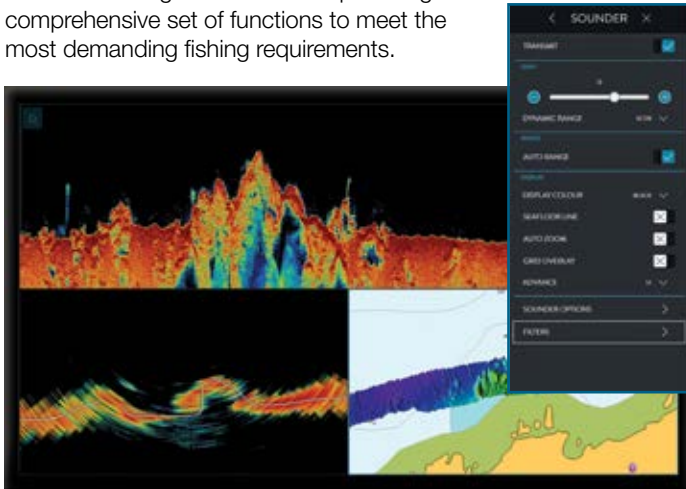 comprehensive set of functions to meet the
most demanding fishing requirements.
SOUNDER
TRANSMIT
DYNAMIC RANGE
AUTO RANGE
DISPLAY COLOUR
SEAFLOOR LINE
AUTO ZOOM
GRID OVERLAY
ADVANCE
SOUNDER OPTIONS
FILTERS